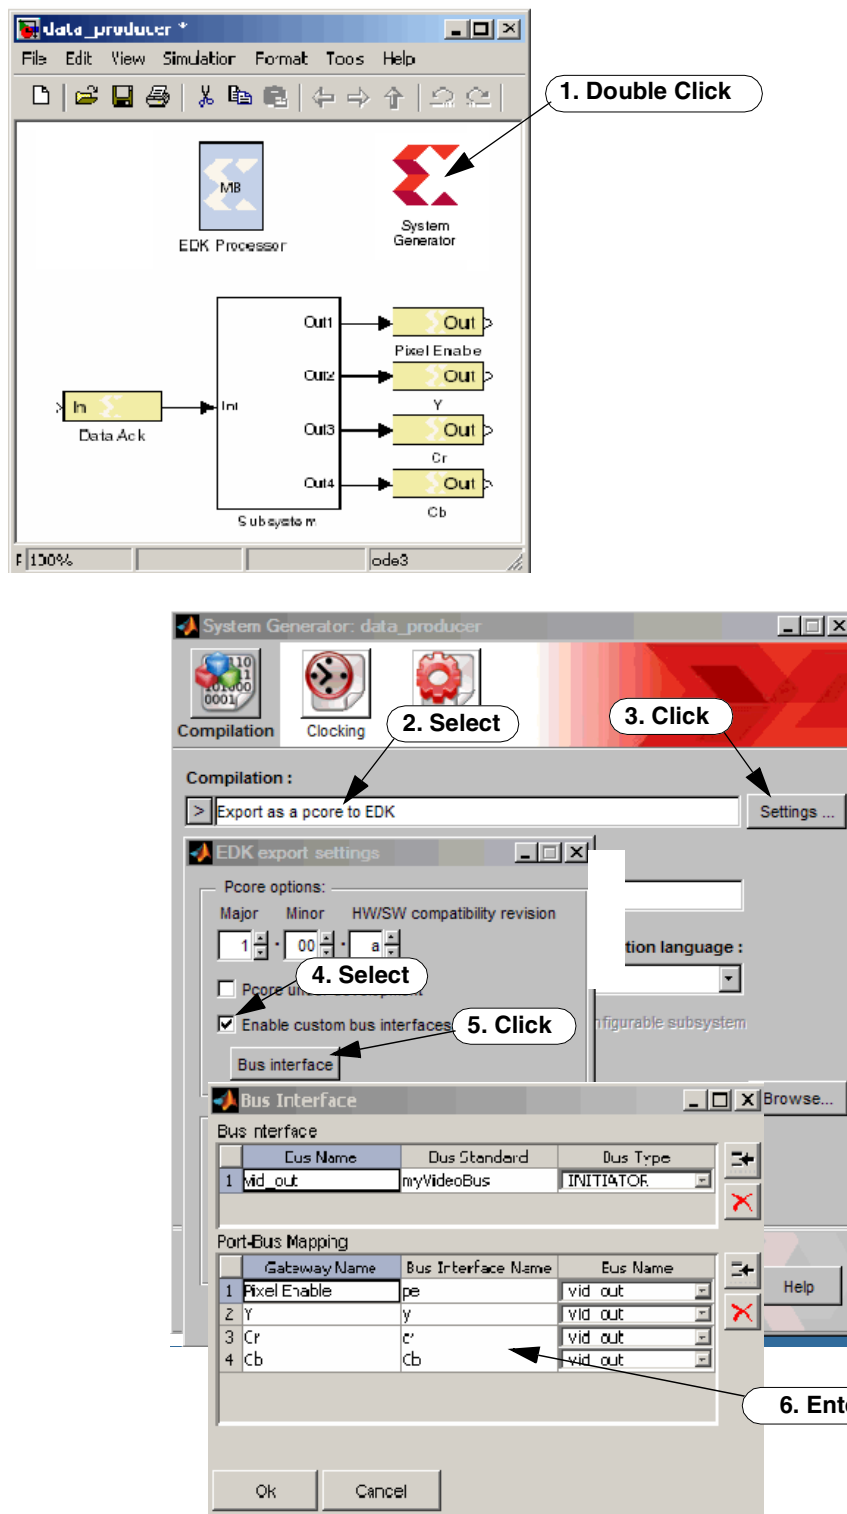 data_producer *
File Edit View Simulation Format Tools Help
1. Double Click
MB
EDK Processor
System
Generator
Out1
Out
Pixel Enable
Out2
Out
Y
In
Int
Data Ack
Out3
Out
Cr
Out4
Out
Cb
Subsystem
100%
ode3
System Generator: data_producer
Compilation
Clocking
2. Select
3. Click
Compilation :
> Export as a pcore to EDK
Settings ...
EDK export settings
Pcore options:
Major Minor HW/SW compatibility revision
1 . 00 . a
tion language :
4. Select
Pcore under development
Enable custom bus interfaces
5. Click
nfigurable subsystem
Bus interface
Browse...
Bus Interface
Bus Interface
Bus Name Bus Standard Bus Type
1 vid_out myVideoBus INITIATOR
Port-Bus Mapping
Gateway Name Bus Interface Name Bus Name
1 Pixel Enable pe vid_out
2 Y y vid_out
3 Cr cr vid_out
4 Cb Cb vid_out
Help
6. Ente
Ok Cancel